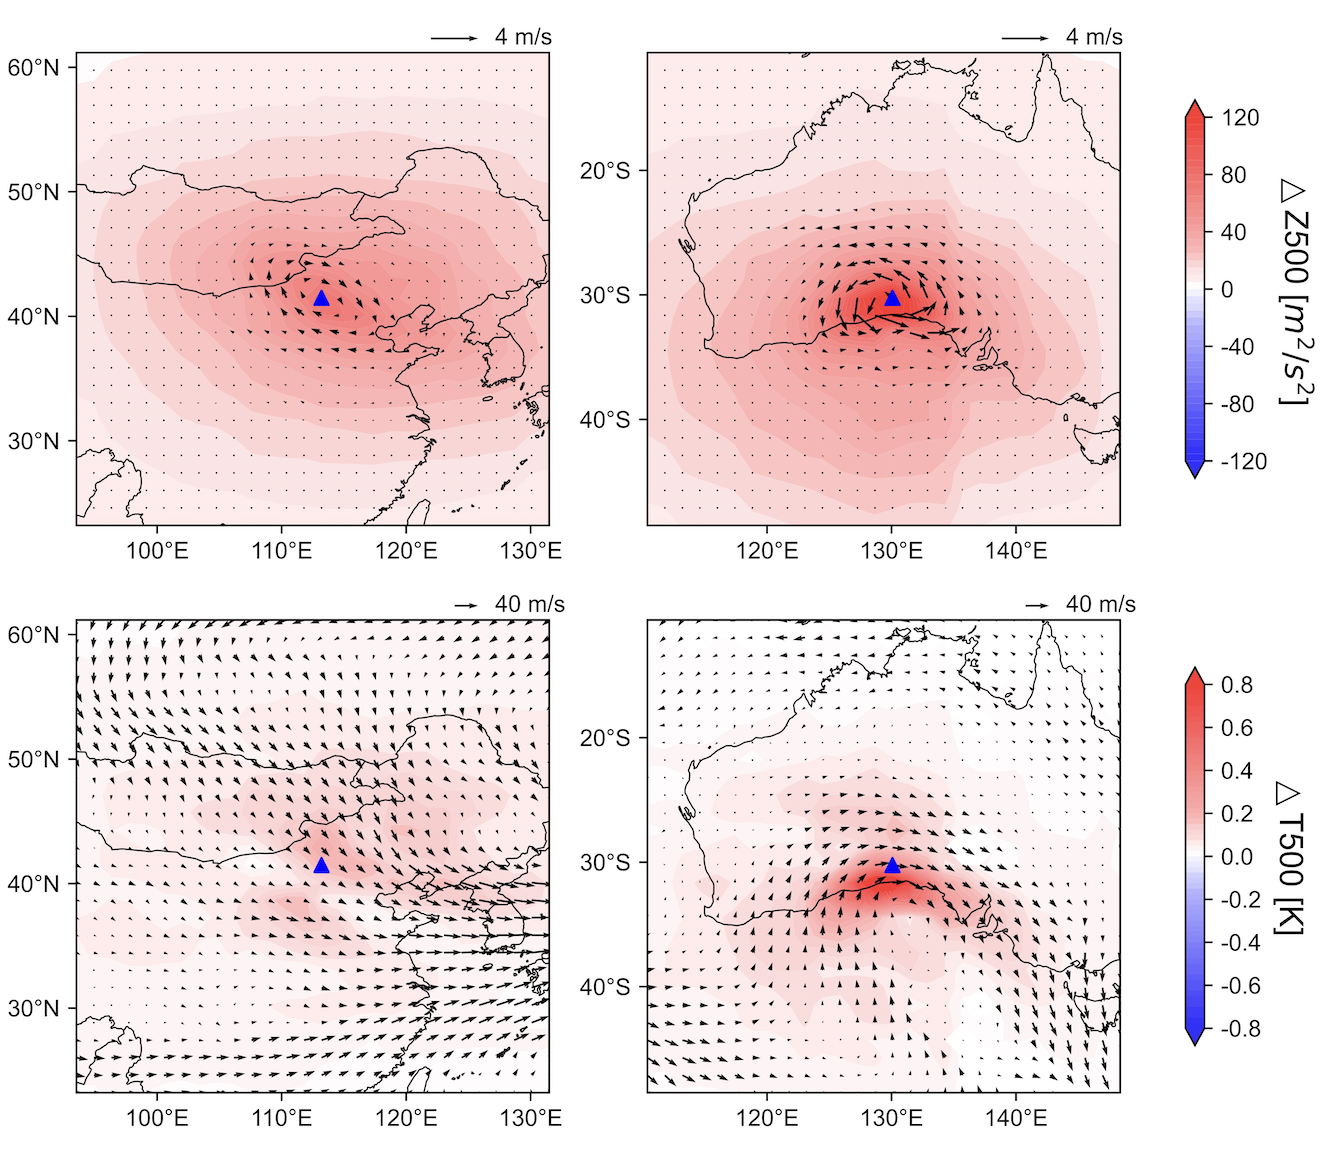 4 m/s
4 m/s
60°N
50°N
40°N
30°N
100°E 110°E 120°E 130°E
20°S
30°S
40°S
120°E 130°E 140°E
120
80
40
0
-40
-80
-120
△ Z500 [m²/s²]
40 m/s
40 m/s
60°N
50°N
40°N
30°N
100°E 110°E 120°E 130°E
20°S
30°S
40°S
120°E 130°E 140°E
0.8
0.6
0.4
0.2
0.0
-0.2
-0.4
-0.6
-0.8
△ T500 [K]